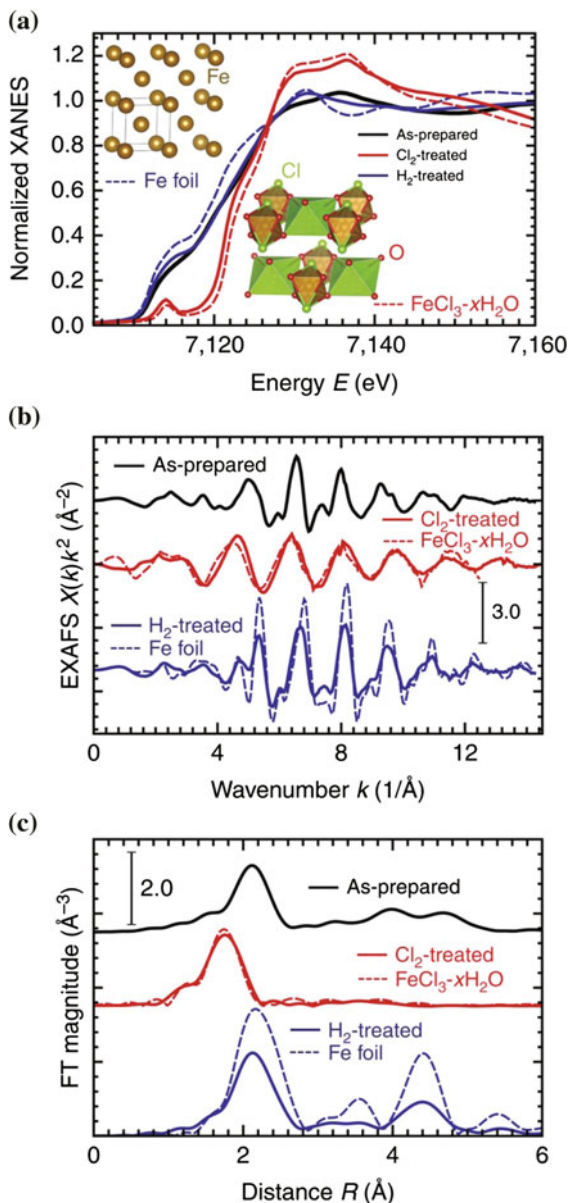 (a)
1.2
1.0
0.8
0.6
0.4
0.2
0.0
Normalized XANES
Fe
Fe foil
As-prepared
Cl₂-treated
H₂-treated
Cl
O
FeCl₃-xH₂O
7,120
7,140
7,160
Energy E (eV)
(b)
EXAFS X(k)k² (Å⁻²)
As-prepared
Cl₂-treated
FeCl₃-xH₂O
3.0
H₂-treated
Fe foil
0
4
8
12
Wavenumber k (1/Å)
(c)
FT magnitude (Å⁻³)
2.0
As-prepared
Cl₂-treated
FeCl₃-xH₂O
H₂-treated
Fe foil
0
2
4
6
Distance R (Å)